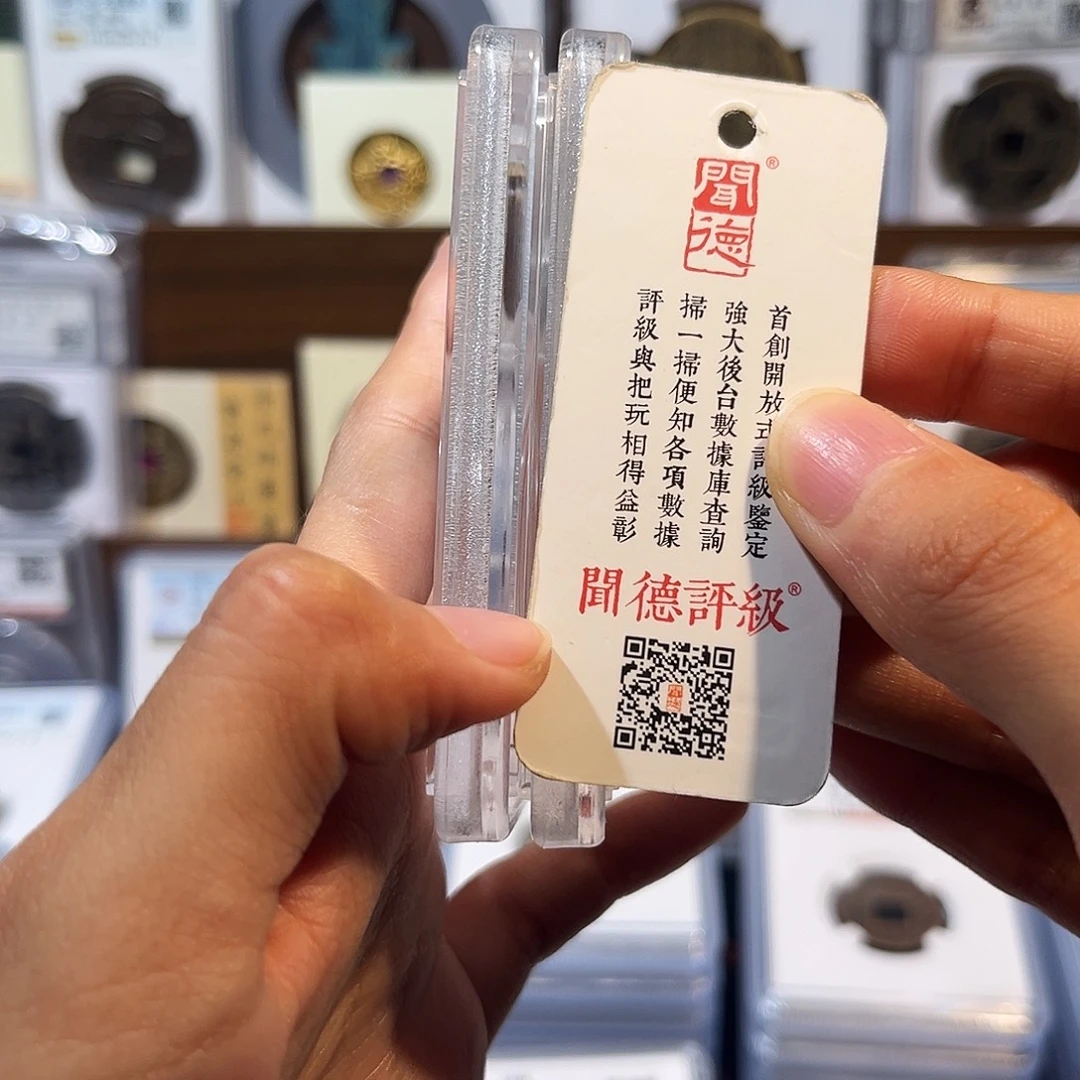 聞德®
首創開放式評級鑒定
強大後台數據庫查詢
掃一掃便知各項數據
評級與把玩相得益彰
聞德評級®